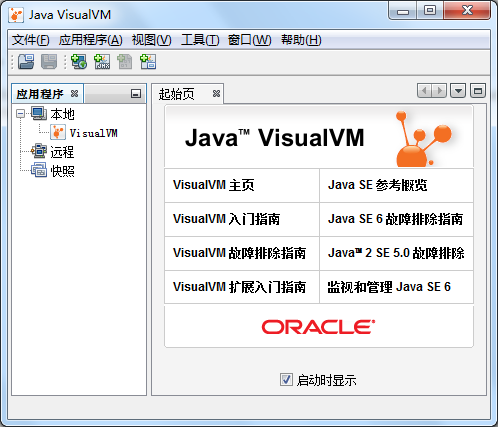 Java VisualVM
文件(F) 应用程序(A) 视图(V) 工具(T) 窗口(W) 帮助(H)
应用程序
本地
VisualVM
远程
快照
起始页
Java™ VisualVM
VisualVM 主页
Java SE 参考概览
VisualVM 入门指南
Java SE 6 故障排除指南
VisualVM 故障排除指南
Java™ 2 SE 5.0 故障排除
VisualVM 扩展入门指南
监视和管理 Java SE 6
ORACLE
启动时显示